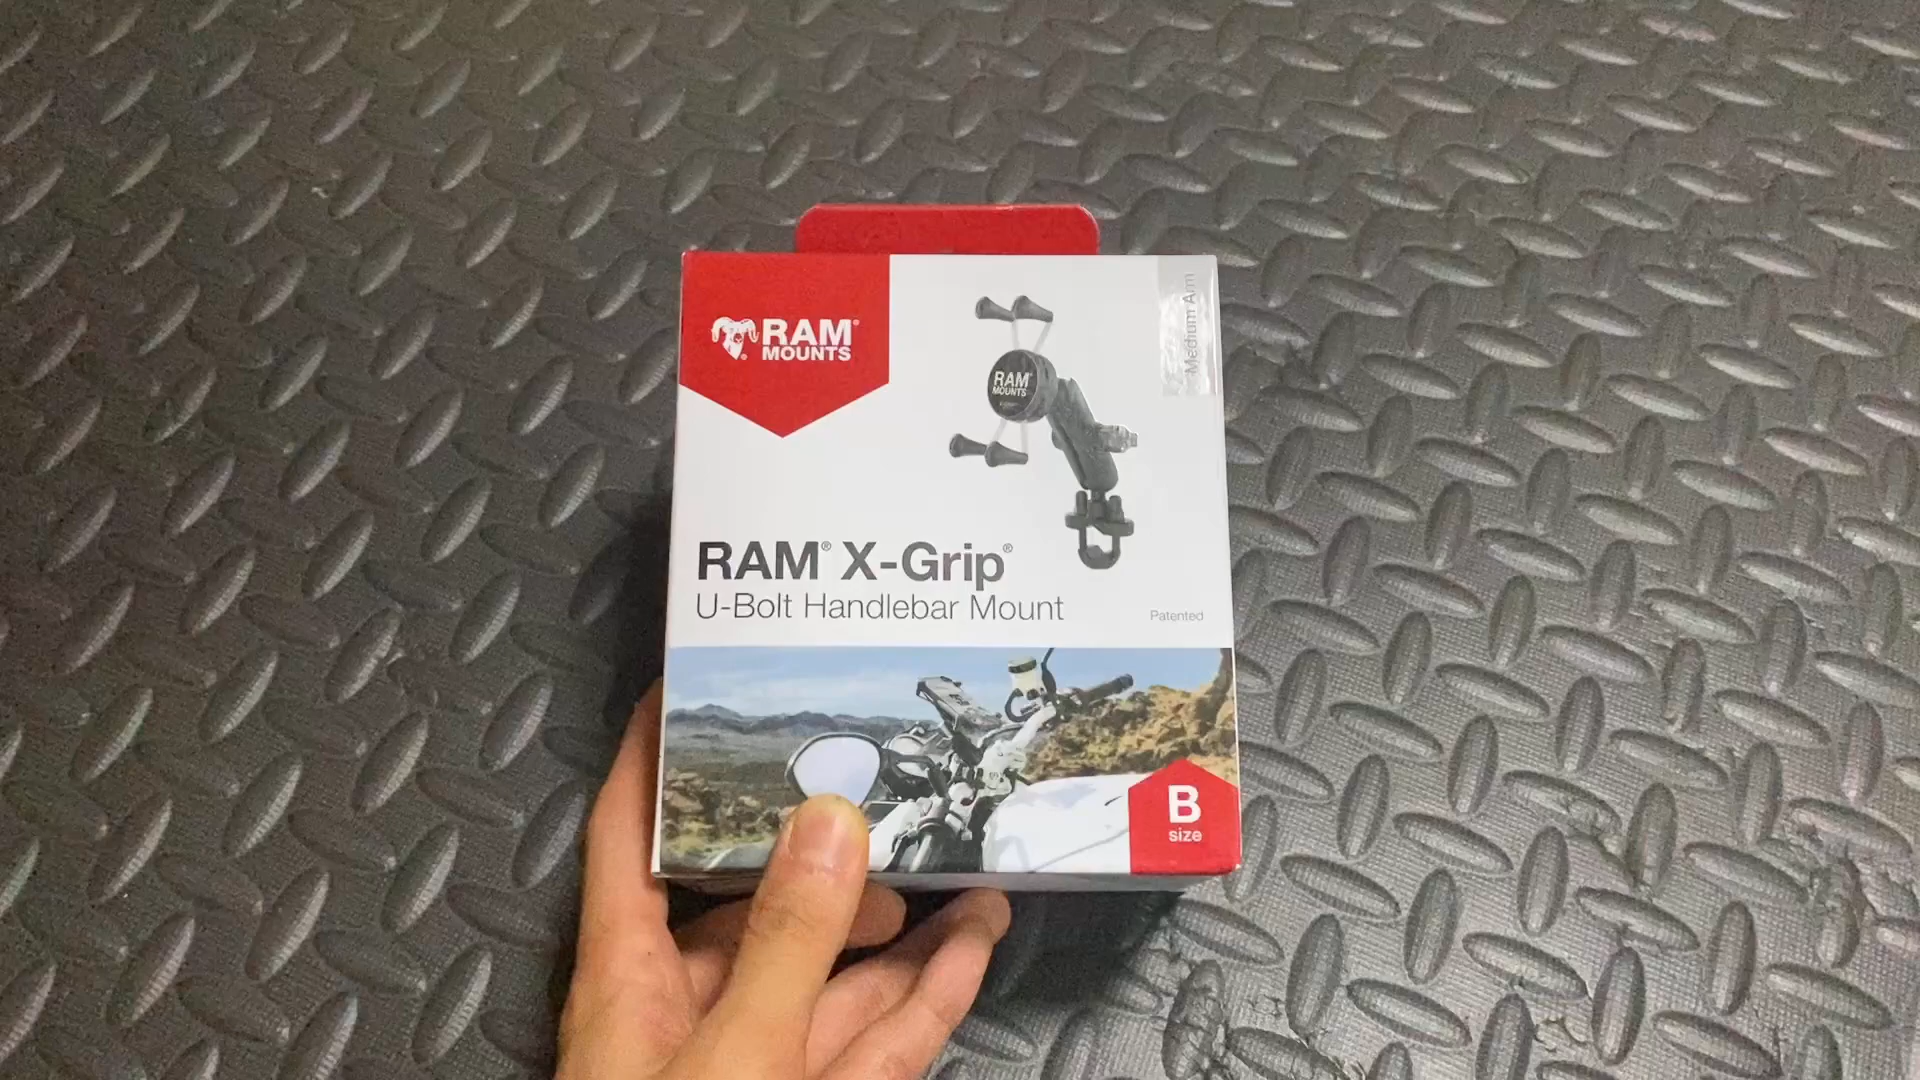 RAM®
MOUNTS
Medium Arm
RAM®
MOUNTS
RAM® X-Grip®
U-Bolt Handlebar Mount
Patented
B
size